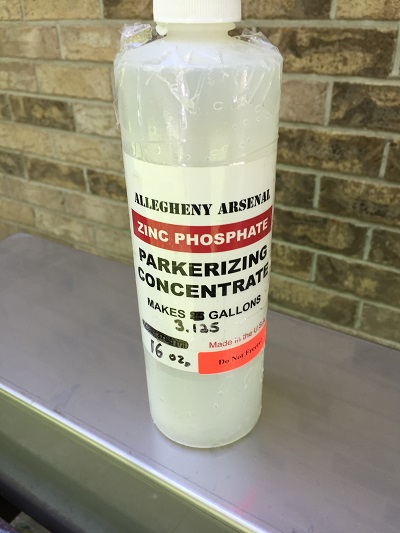 ALLEGHENY ARSENAL
ZINC PHOSPHATE
PARKERIZING
CONCENTRATE
MAKES GALLONS
3.125
Made in the U.S.A.
16 oz.
Do Not Freeze!